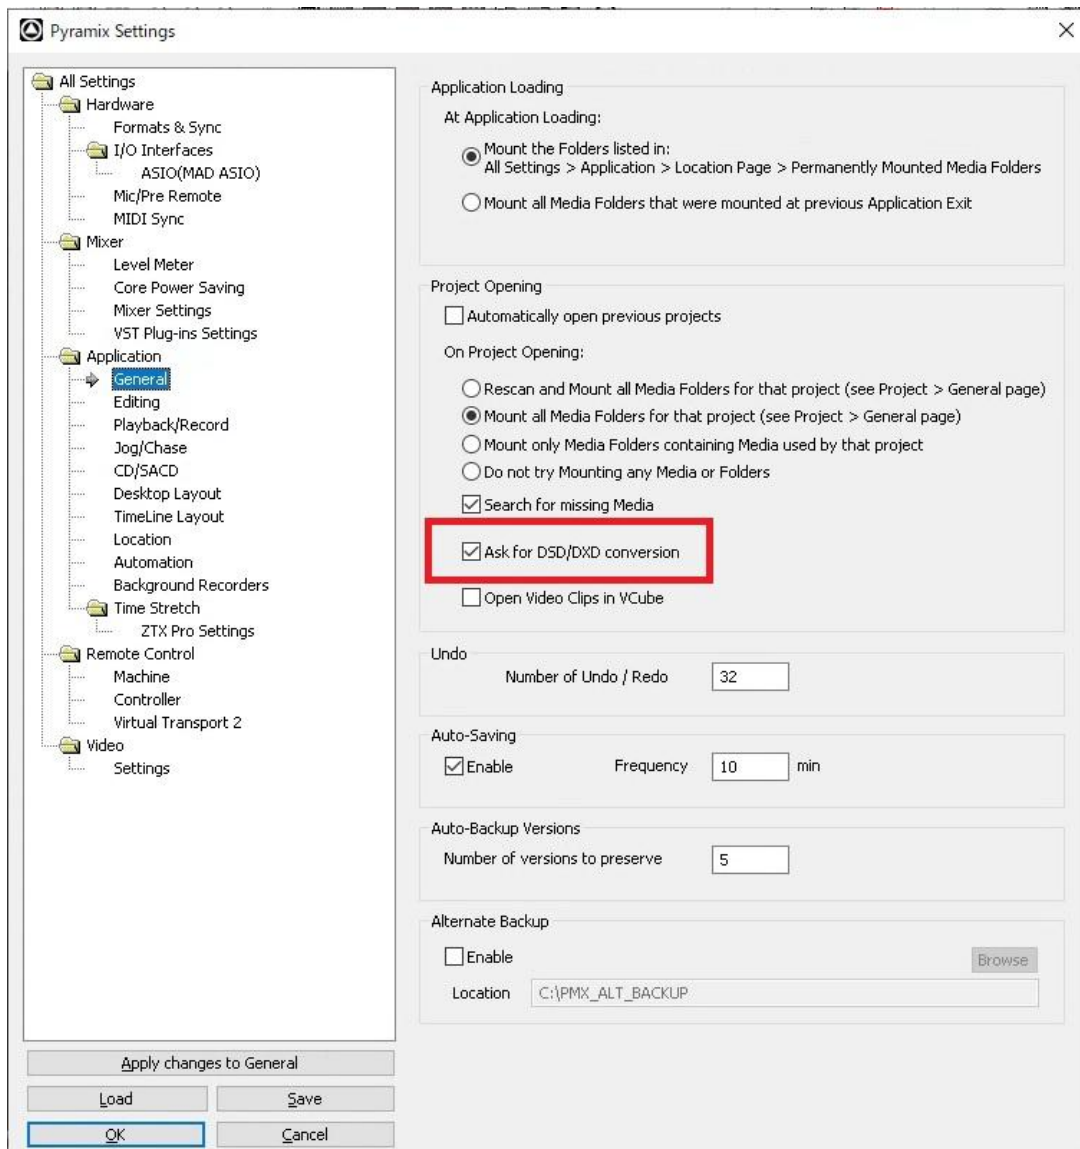 Pyramix Settings
All Settings
Hardware
Formats & Sync
I/O Interfaces
ASIO(MAD ASIO)
Mic/Pre Remote
MIDI Sync
Mixer
Level Meter
Core Power Saving
Mixer Settings
VST Plug-ins Settings
Application
General
Editing
Playback/Record
Jog/Chase
CD/SACD
Desktop Layout
TimeLine Layout
Location
Automation
Background Recorders
Time Stretch
ZTX Pro Settings
Remote Control
Machine
Controller
Virtual Transport 2
Video
Settings
Apply changes to General
Load
Save
OK
Cancel
Application Loading
At Application Loading:
Mount the Folders listed in:
All Settings > Application > Location Page > Permanently Mounted Media Folders
Mount all Media Folders that were mounted at previous Application Exit
Project Opening
Automatically open previous projects
On Project Opening:
Rescan and Mount all Media Folders for that project (see Project > General page)
Mount all Media Folders for that project (see Project > General page)
Mount only Media Folders containing Media used by that project
Do not try Mounting any Media or Folders
Search for missing Media
Ask for DSD/DXD conversion
Open Video Clips in VCube
Undo
Number of Undo / Redo 32
Auto-Saving
Enable Frequency 10 min
Auto-Backup Versions
Number of versions to preserve 5
Alternate Backup
Enable Browse
Location C:\PMX_ALT_BACKUP